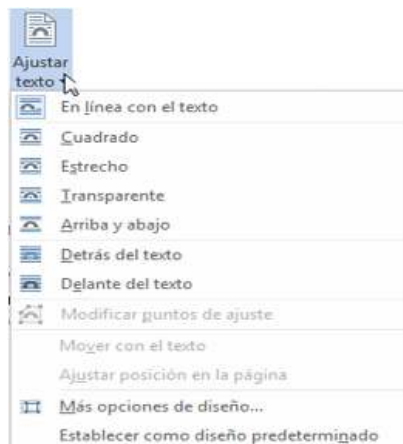 Ajustar
texto
En línea con el texto
Cuadrado
Estrecho
Transparente
Arriba y abajo
Detrás del texto
Delante del texto
Modificar puntos de ajuste
Mover con el texto
Ajustar posición en la página
Más opciones de diseño...
Establecer como diseño predeterminado